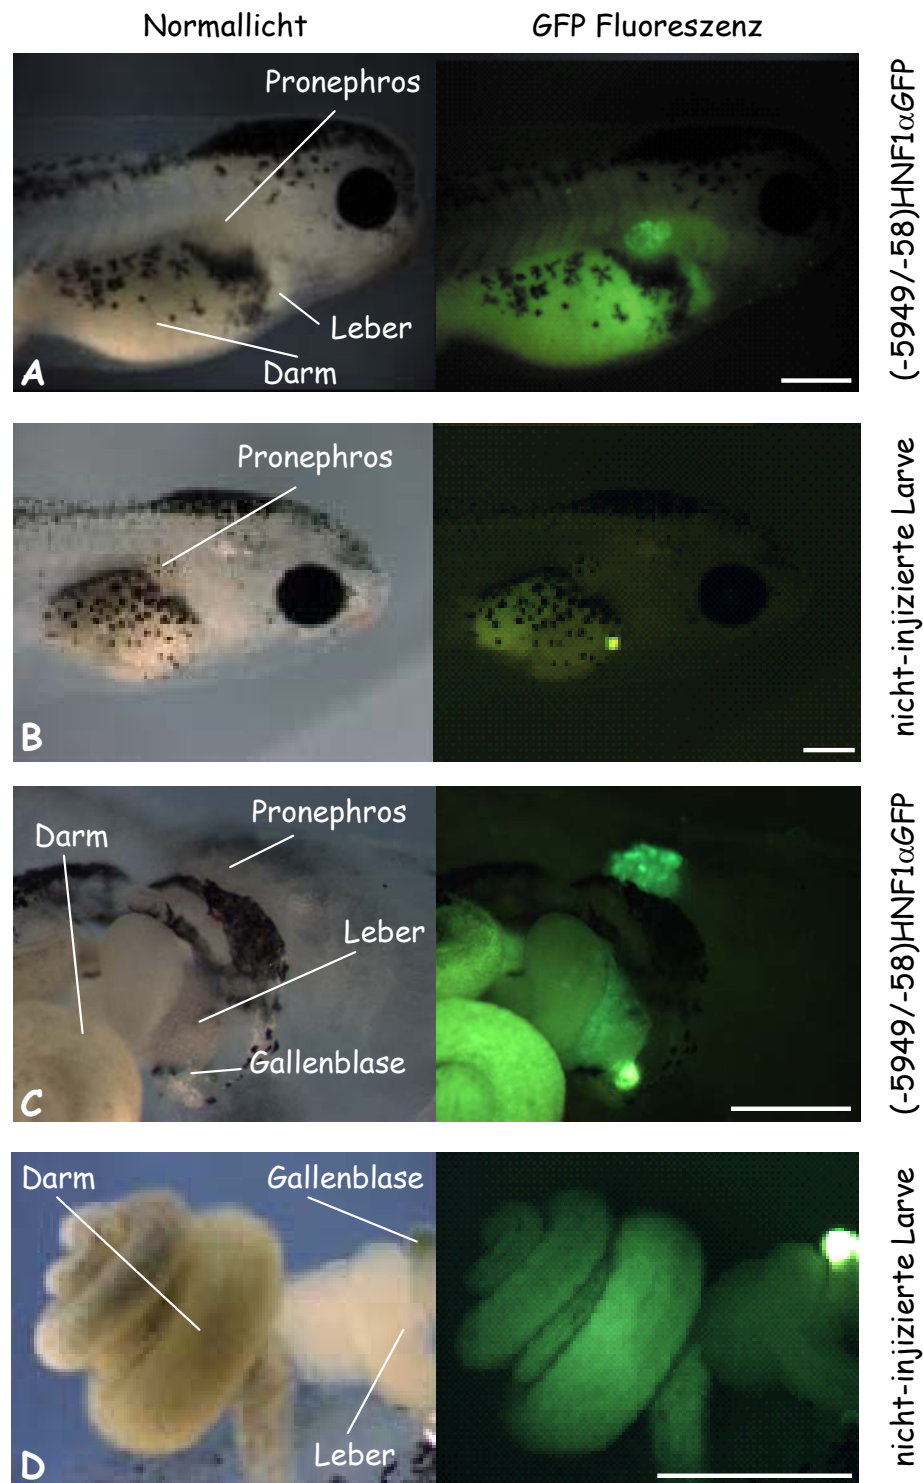 Normallicht
GFP Fluoreszenz
Pronephros
Leber
Darm
A
(-5949/-58)HNF1αGFP
Pronephros
B
nicht-injizierte Larve
Pronephros
Darm
Leber
Gallenblase
C
(-5949/-58)HNF1αGFP
Darm
Gallenblase
Leber
D
nicht-injizierte Larve